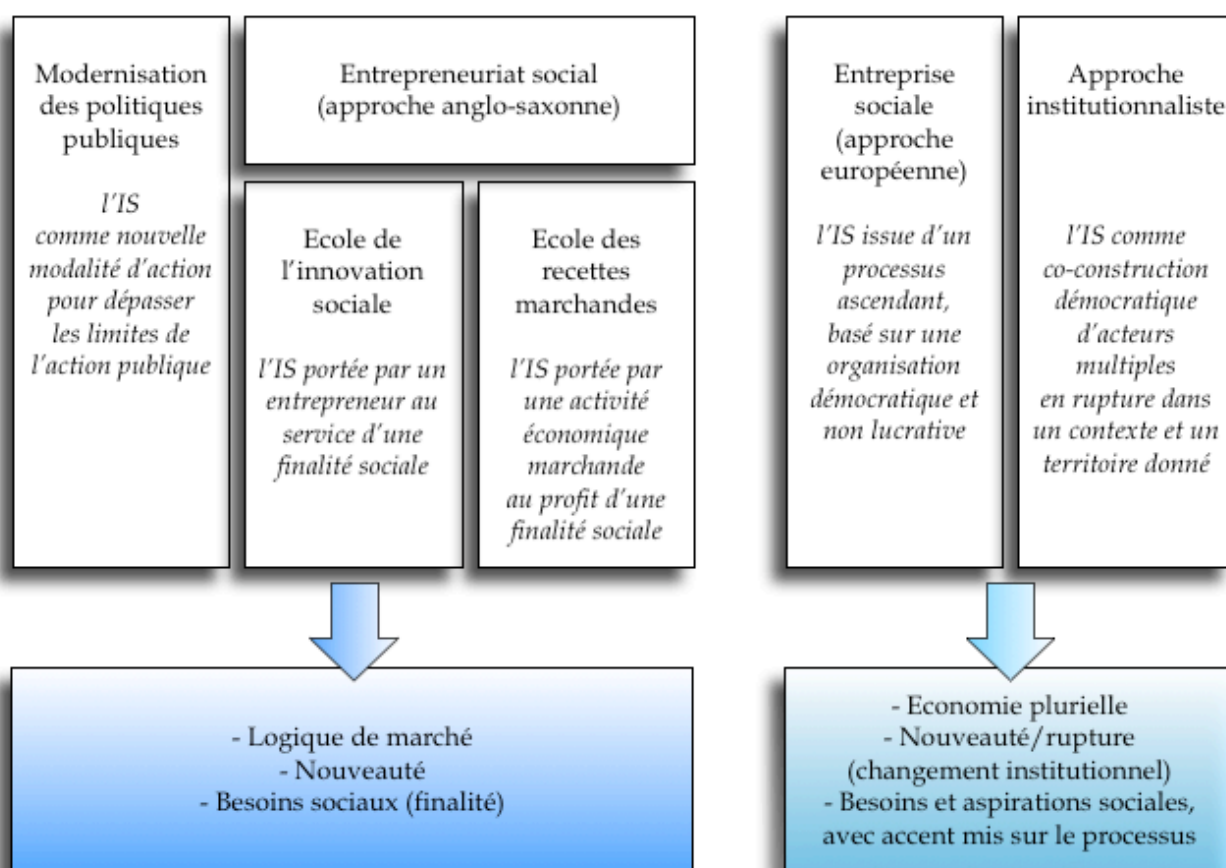 Modernisation
des politiques
publiques
l'IS
comme nouvelle
modalité d'action
pour dépasser
les limites de
l'action publique
Entrepreneuriat social
(approche anglo-saxonne)
Ecole de
l'innovation
sociale
l'IS portée par un
entrepreneur au
service d'une
finalité sociale
Ecole des
recettes
marchandes
l'IS portée par
une activité
économique
marchande
au profit d'une
finalité sociale
- Logique de marché
- Nouveauté
- Besoins sociaux (finalité)
Entreprise
sociale
(approche
européenne)
l'IS issue d'un
processus
ascendant,
basé sur une
organisation
démocratique et
non lucrative
Approche
institutionnaliste
l'IS comme
co-construction
démocratique
d'acteurs
multiples
en rupture dans
un contexte et un
territoire donné
- Economie plurielle
- Nouveauté/rupture
(changement institutionnel)
- Besoins et aspirations sociales,
avec accent mis sur le processus